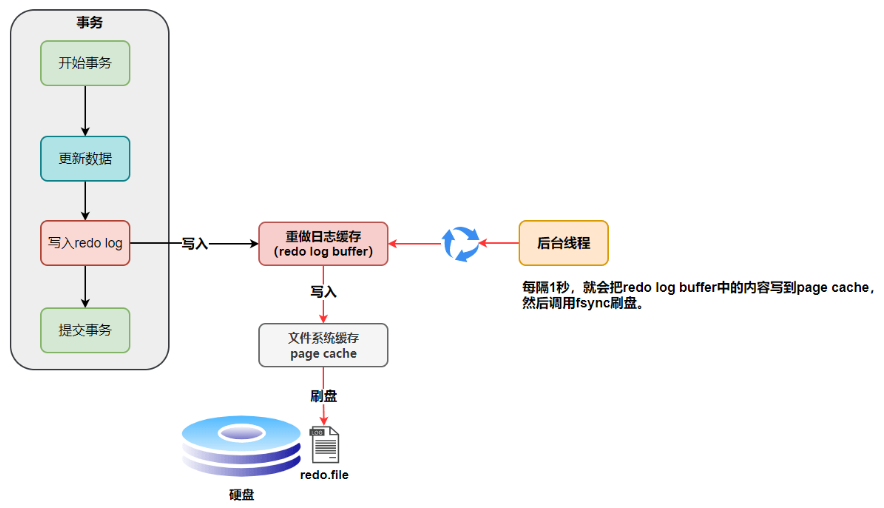 事务
开始事务
更新数据
写入redo log
提交事务
写入
重做日志缓存
(redo log buffer)
后台线程
每隔1秒，就会把redo log buffer中的内容写到page cache，
然后调用fsync刷盘。
写入
文件系统缓存
page cache
刷盘
LOG
redo.file
硬盘